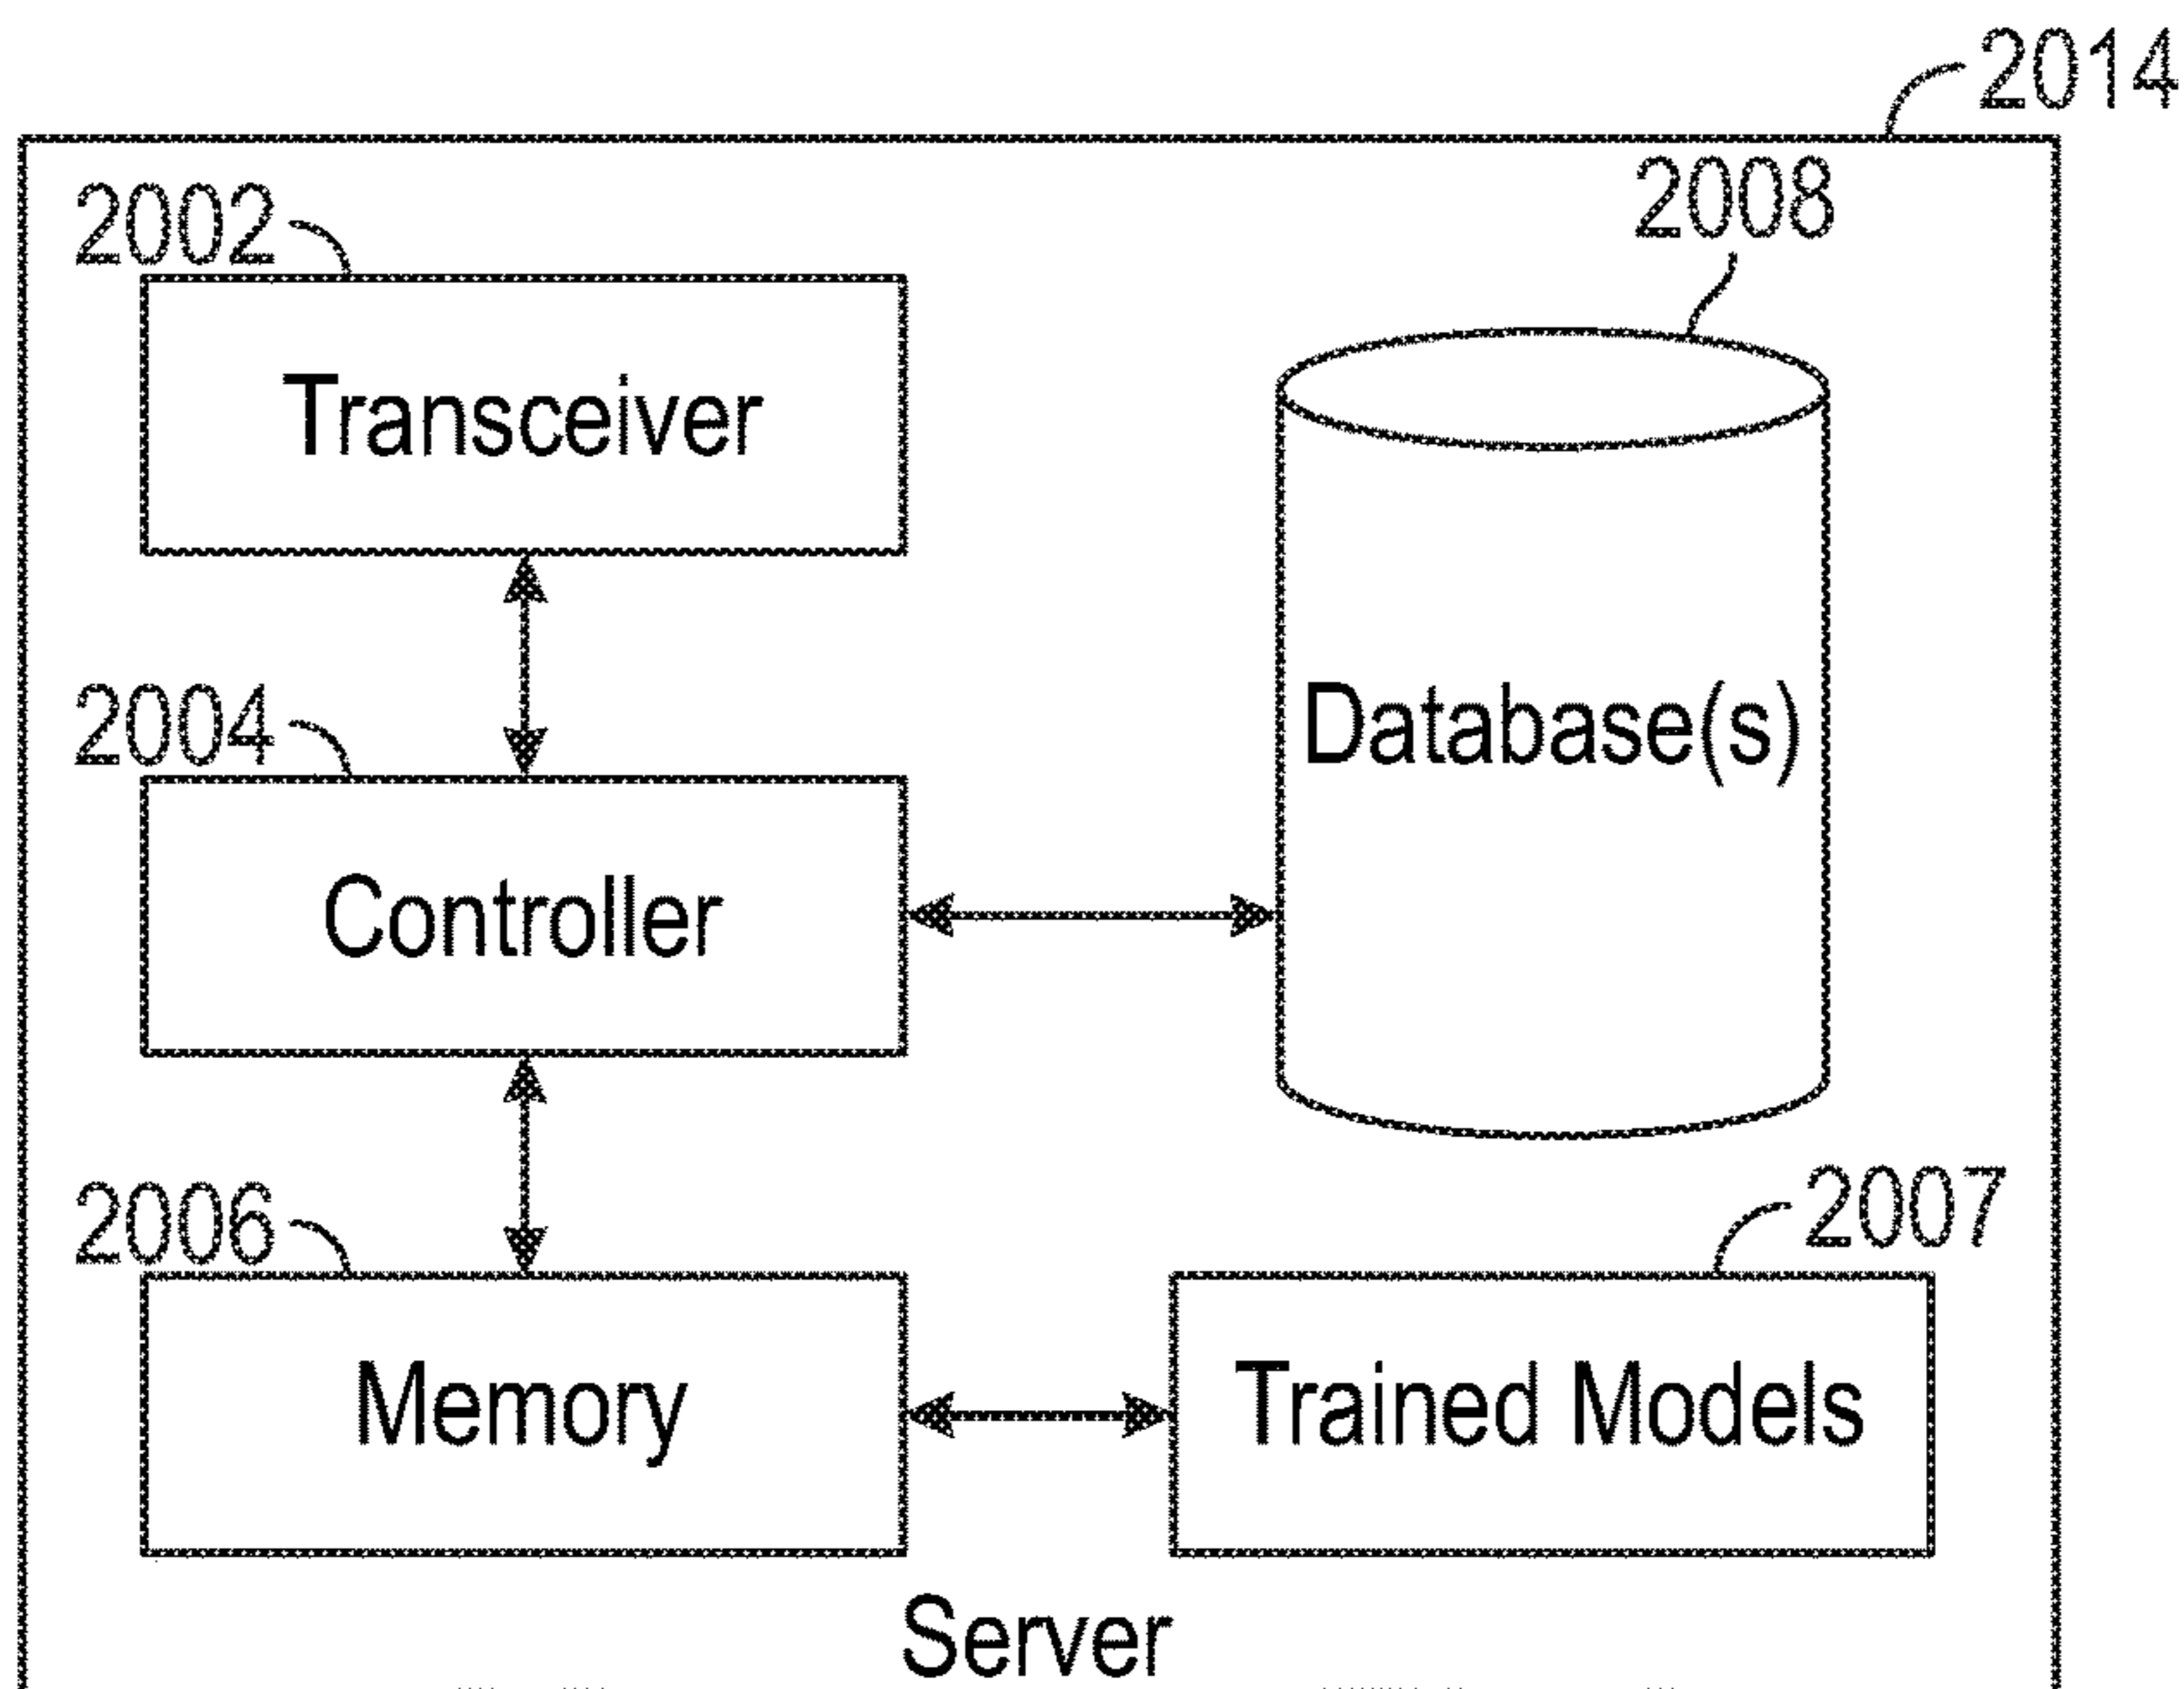 2014
2002
2008
Transceiver
2004
Database(s)
Controller
2006
2007
Memory
Trained Models
Server